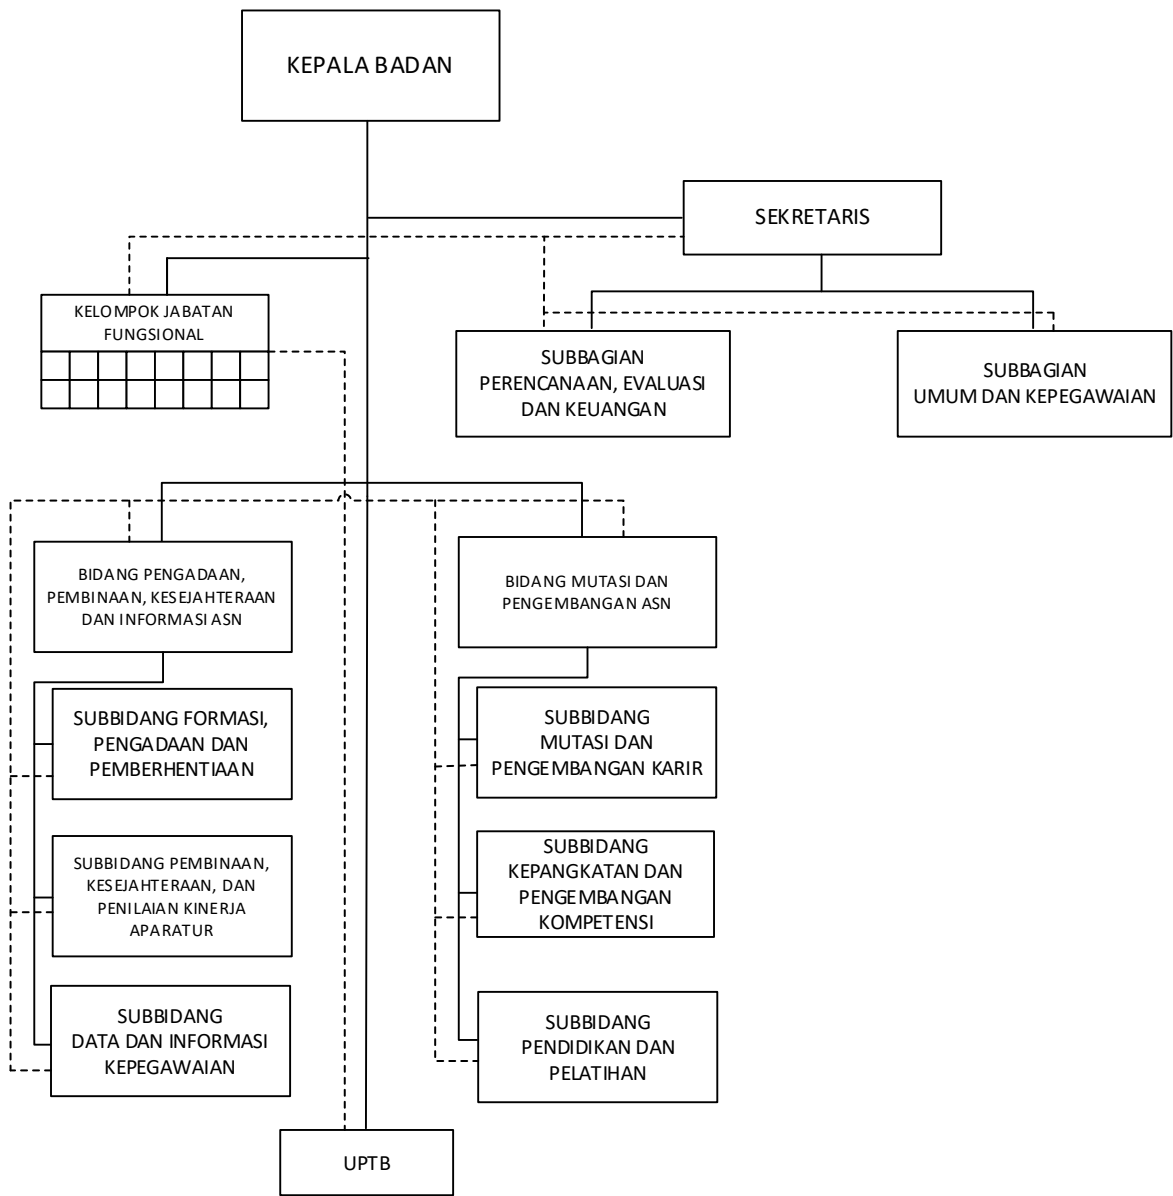 KEPALA BADAN
SEKRETARIS
KELOMPOK JABATAN
FUNGSIONAL
SUBBAGIAN
PERENCANAAN, EVALUASI
DAN KEUANGAN
SUBBAGIAN
UMUM DAN KEPEGAWAIAN
BIDANG PENGADAAN,
PEMBINAAN, KESEJAHTERAAN
DAN INFORMASI ASN
BIDANG MUTASI DAN
PENGEMBANGAN ASN
SUBBIDANG FORMASI,
PENGADAAN DAN
PEMBERHENTIAAN
SUBBIDANG
MUTASI DAN
PENGEMBANGAN KARIR
SUBBIDANG PEMBINAAN,
KESEJAHTERAAN, DAN
PENILAIAN KINERJA
APARATUR
SUBBIDANG
KEPANGKATAN DAN
PENGEMBANGAN
KOMPETENSI
SUBBIDANG
DATA DAN INFORMASI
KEPEGAWAIAN
SUBBIDANG
PENDIDIKAN DAN
PELATIHAN
UPTB